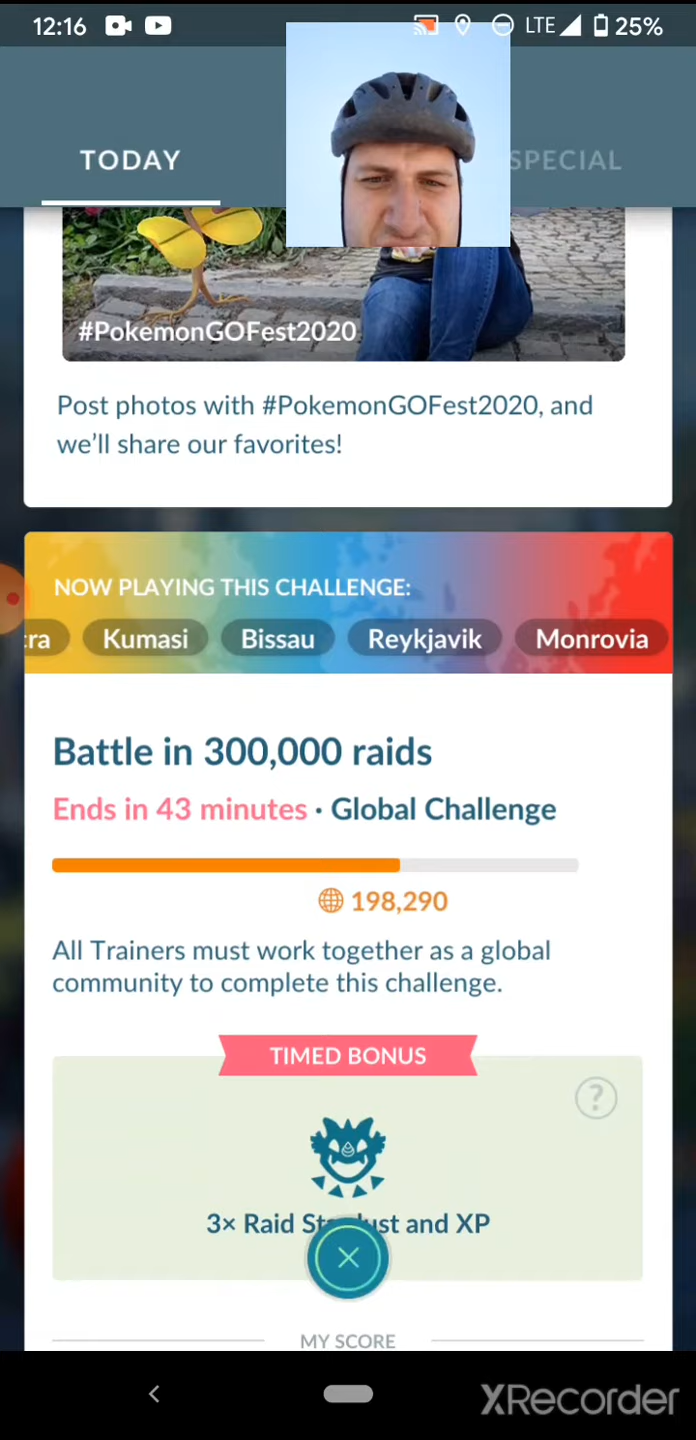 12:16 LTE 25%
TODAY SPECIAL
#PokemonGOFest2020
Post photos with #PokemonGOFest2020, and
we’ll share our favorites!
NOW PLAYING THIS CHALLENGE:
ra Kumasi Bissau Reykjavik Monrovia
Battle in 300,000 raids
Ends in 43 minutes · Global Challenge
198,290
All Trainers must work together as a global
community to complete this challenge.
TIMED BONUS
?
3× Raid Stardust and XP
MY SCORE
XRecorder